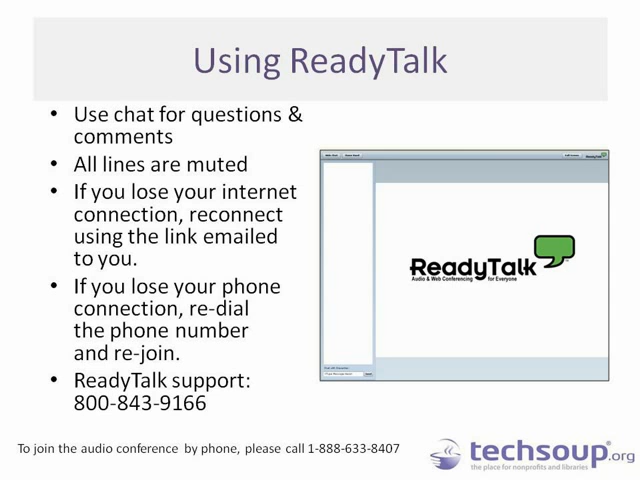 Using ReadyTalk
• Use chat for questions &
comments
• All lines are muted
• If you lose your internet
connection, reconnect
using the link emailed
to you.
• If you lose your phone
connection, re-dial
the phone number
and re-join.
• ReadyTalk support:
800-843-9166
ReadyTalk
ReadyTalk
Audio & Web Conferencing for Everyone
To join the audio conference by phone, please call 1-888-633-8407
techsoup.org
the place for nonprofits and libraries